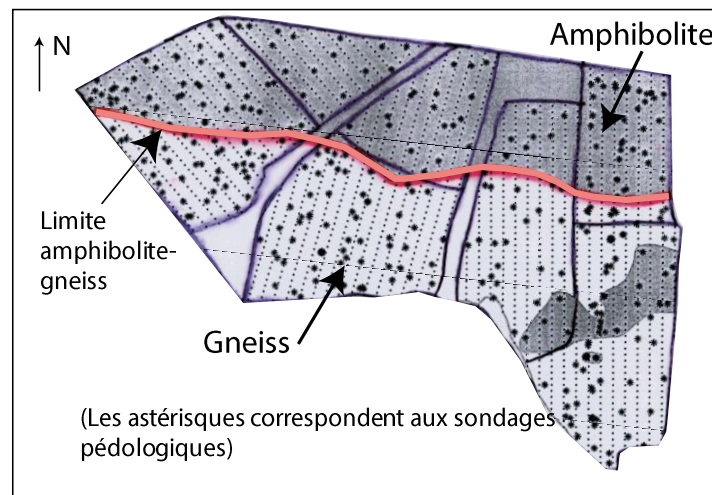 N
Amphibolite
Limite
amphibolite-
gneiss
Gneiss
(Les astérisques correspondent aux sondages
pédologiques)